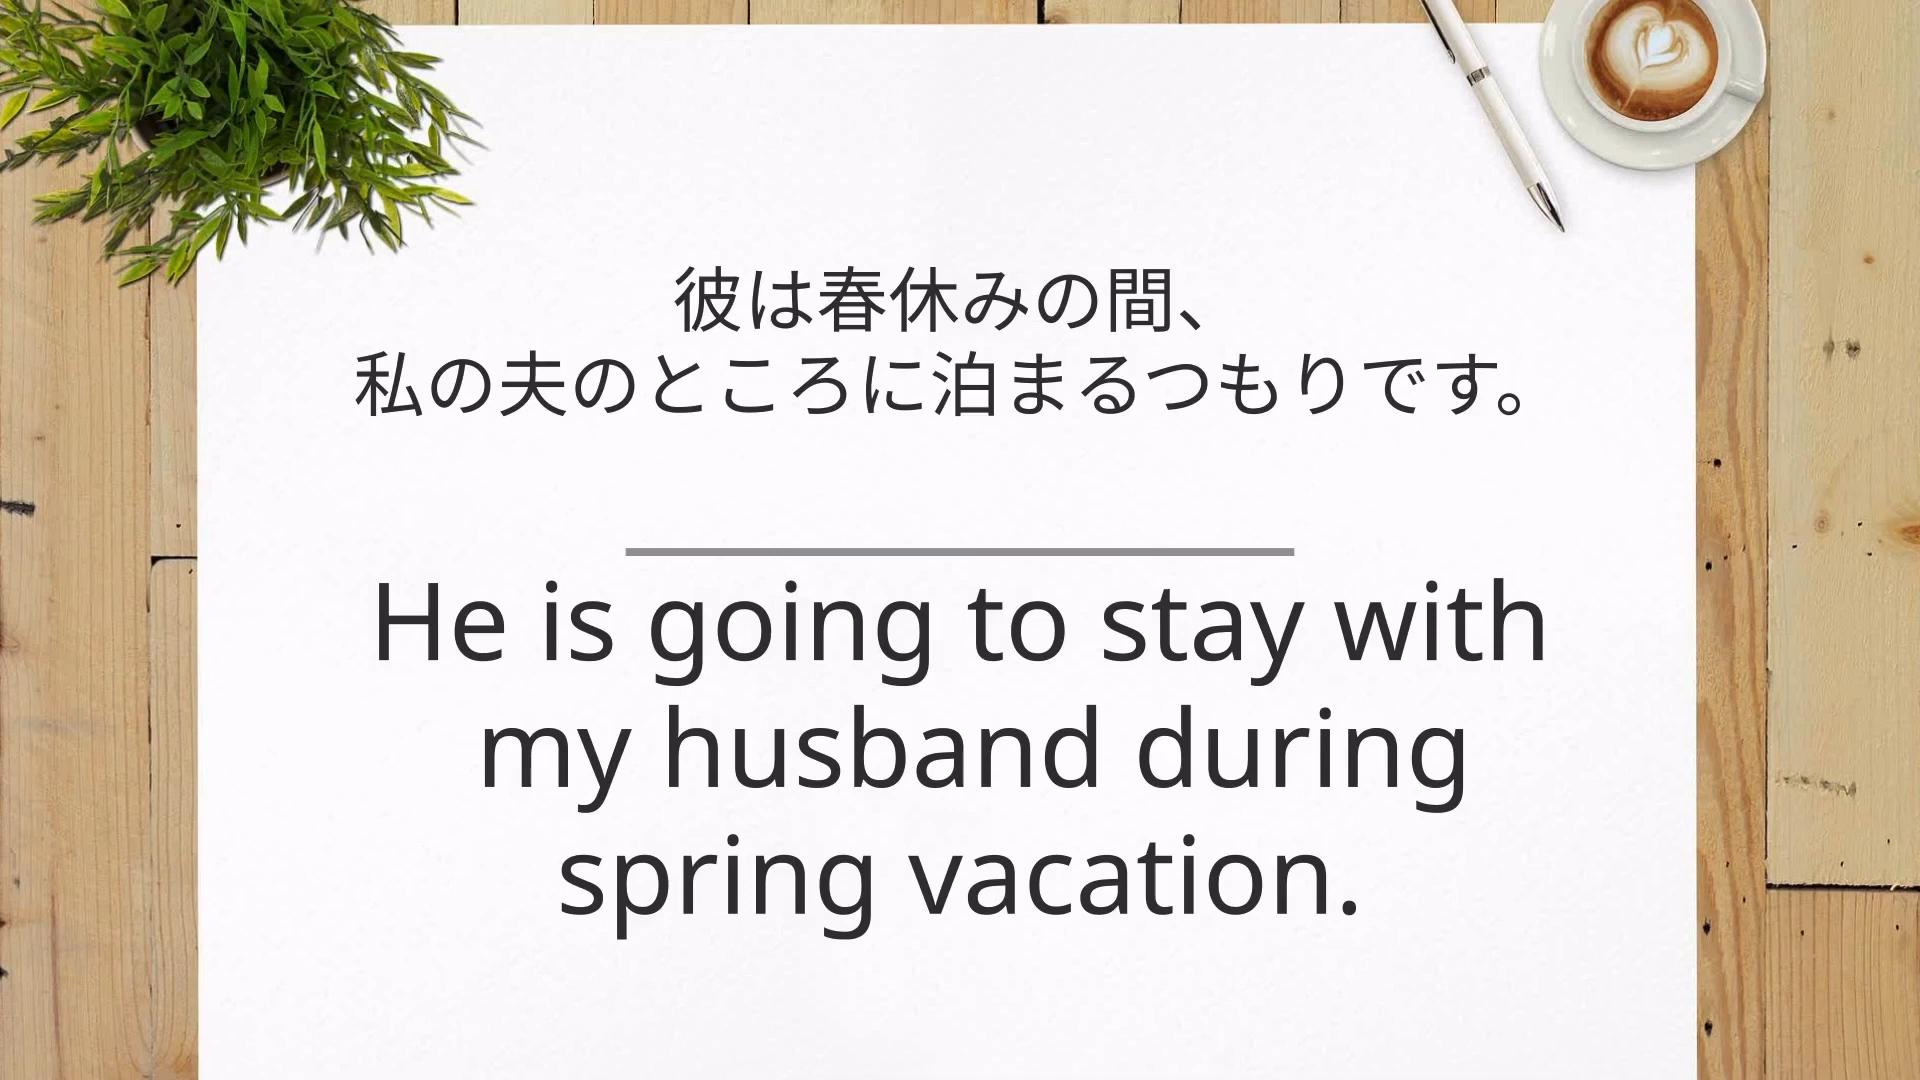 彼は春休みの間、
私の夫のところに泊まるつもりです。
He is going to stay with
my husband during
spring vacation.